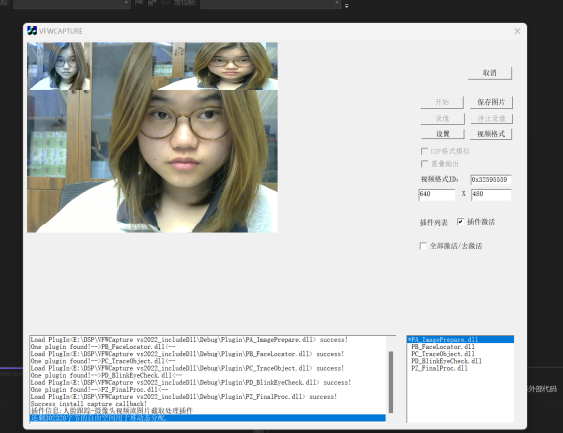 VFWCAPTURE
取消
开始
保存图片
录像
停止录像
设置
视频格式
DSP格式模拟
重叠输出
视频格式ID:
0x32595559
640
X
480
插件列表
插件激活
全部激活/去激活
Load PlugIn<E:\DSP\VFWCapture vs2022_includeDll\Debug\Plugin\PA_ImagePrepare.dll> success!
One plugin found!-->PB_FaceLocator.dll<--
Load PlugIn<E:\DSP\VFWCapture vs2022_includeDll\Debug\Plugin\PB_FaceLocator.dll> success!
One plugin found!-->PC_TraceObject.dll<--
Load PlugIn<E:\DSP\VFWCapture vs2022_includeDll\Debug\Plugin\PC_TraceObject.dll> success!
One plugin found!-->PD_BlinkEyeCheck.dll<--
Load PlugIn<E:\DSP\VFWCapture vs2022_includeDll\Debug\Plugin\PD_BlinkEyeCheck.dll> success!
One plugin found!-->PZ_FinalProc.dll<--
Load PlugIn<E:\DSP\VFWCapture vs2022_includeDll\Debug\Plugin\PZ_FinalProc.dll> success!
Success install capture callback!
插件信息:人脸跟踪-摄像头视频流图片截取处理插件
*PA_ImagePrepare.dll
PB_FaceLocator.dll
PC_TraceObject.dll
PD_BlinkEyeCheck.dll
PZ_FinalProc.dll
外部代码